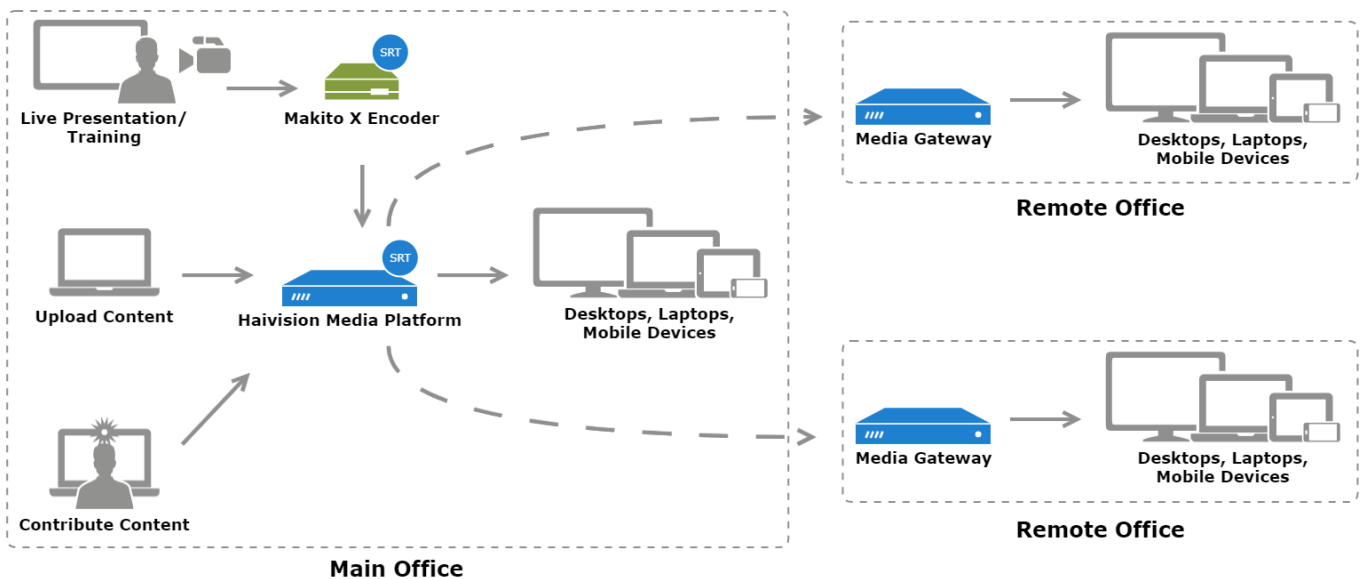 SRT
Live Presentation/
Training
Makito X Encoder
SRT
Upload Content
Haivision Media Platform
Desktops, Laptops,
Mobile Devices
Contribute Content
Main Office
Media Gateway
Desktops, Laptops,
Mobile Devices
Remote Office
Media Gateway
Desktops, Laptops,
Mobile Devices
Remote Office